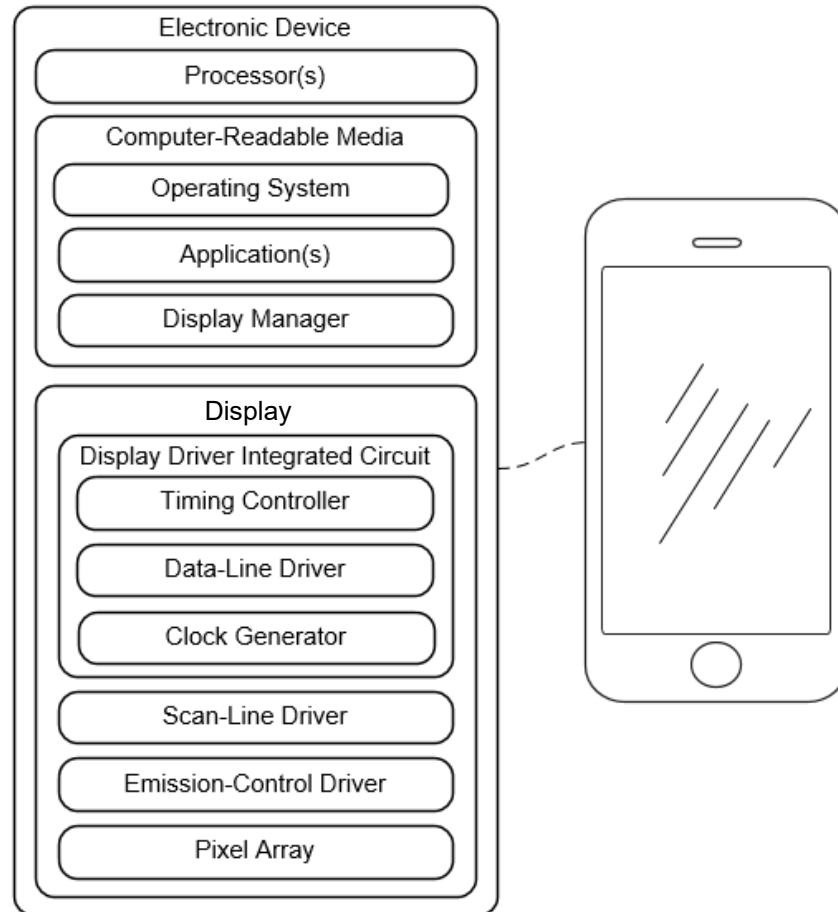 Electronic Device
Processor(s)
Computer-Readable Media
Operating System
Application(s)
Display Manager
Display
Display Driver Integrated Circuit
Timing Controller
Data-Line Driver
Clock Generator
Scan-Line Driver
Emission-Control Driver
Pixel Array